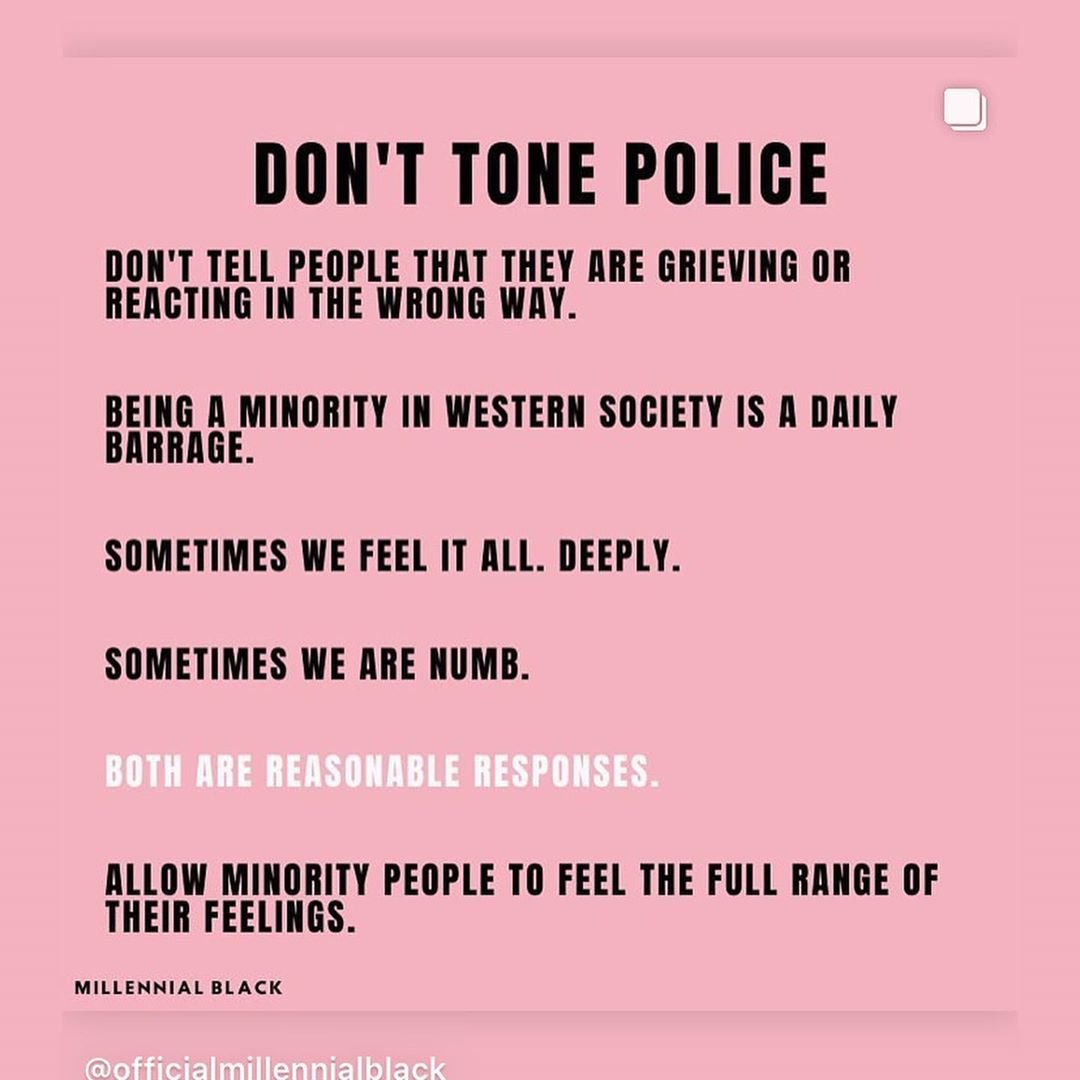 DON'T TONE POLICE
DON'T TELL PEOPLE THAT THEY ARE GRIEVING OR
REACTING IN THE WRONG WAY.
BEING A MINORITY IN WESTERN SOCIETY IS A DAILY
BARRAGE.
SOMETIMES WE FEEL IT ALL. DEEPLY.
SOMETIMES WE ARE NUMB.
BOTH ARE REASONABLE RESPONSES.
ALLOW MINORITY PEOPLE TO FEEL THE FULL RANGE OF
THEIR FEELINGS.
MILLENNIAL BLACK
@officialmillennialblack